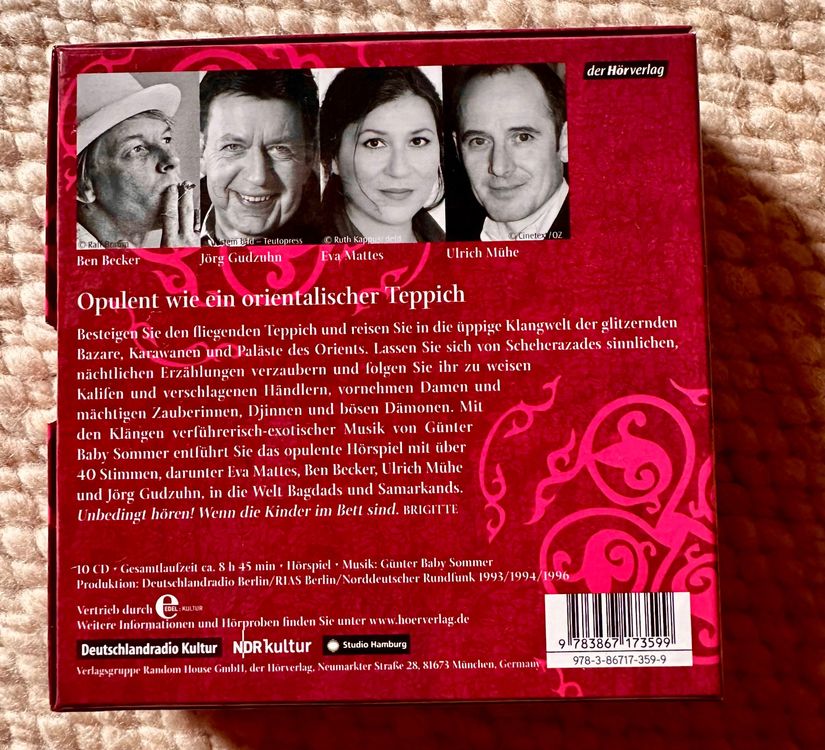 der Hörverlag
© Ralf Brunn
Bild – Teutopress
© Ruth Kappus/
© Cinetext/OZ
Ben Becker
Jörg Gudzuhn
Eva Mattes
Ulrich Mühe
Opulent wie ein orientalischer Teppich
Besteigen Sie den fliegenden Teppich und reisen Sie in die üppige Klangwelt der glitzernden
Bazare, Karawanen und Paläste des Orients. Lassen Sie sich von Scheherazades sinnlichen,
nächtlichen Erzählungen verzaubern und folgen Sie ihr zu weisen
Kalifen und verschlagenen Händlern, vornehmen Damen und
mächtigen Zauberinnen, Djinnen und bösen Dämonen. Mit
den Klängen verführerisch-exotischer Musik von Günter
Baby Sommer entführt Sie das opulente Hörspiel mit über
40 Stimmen, darunter Eva Mattes, Ben Becker, Ulrich Mühe
und Jörg Gudzuhn, in die Welt Bagdads und Samarkands.
Unbedingt hören! Wenn die Kinder im Bett sind. BRIGITTE
10 CD • Gesamtlaufzeit ca. 8 h 45 min • Hörspiel • Musik: Günter Baby Sommer
Produktion: Deutschlandradio Berlin/RIAS Berlin/Norddeutscher Rundfunk 1993/1994/1996
Vertrieb durch e EDEL:KULTUR
Weitere Informationen und Hörproben finden Sie unter www.hoerverlag.de
Deutschlandradio Kultur NDR kultur Studio Hamburg
Verlagsgruppe Random House GmbH, der Hörverlag, Neumarkter Straße 28, 81673 München, Germany
9 783867 173599
978-3-86717-359-9